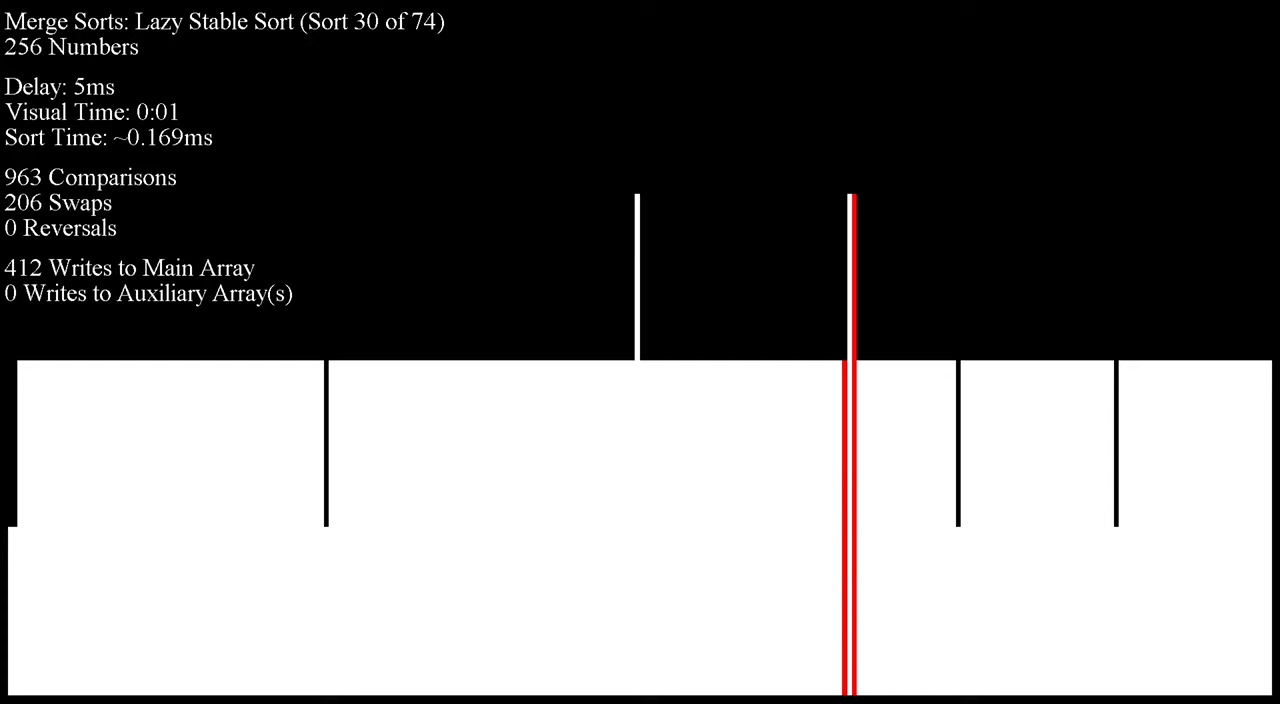 Merge Sorts: Lazy Stable Sort (Sort 30 of 74)
256 Numbers
Delay: 5ms
Visual Time: 0:01
Sort Time: ~0.169ms
963 Comparisons
206 Swaps
0 Reversals
412 Writes to Main Array
0 Writes to Auxiliary Array(s)